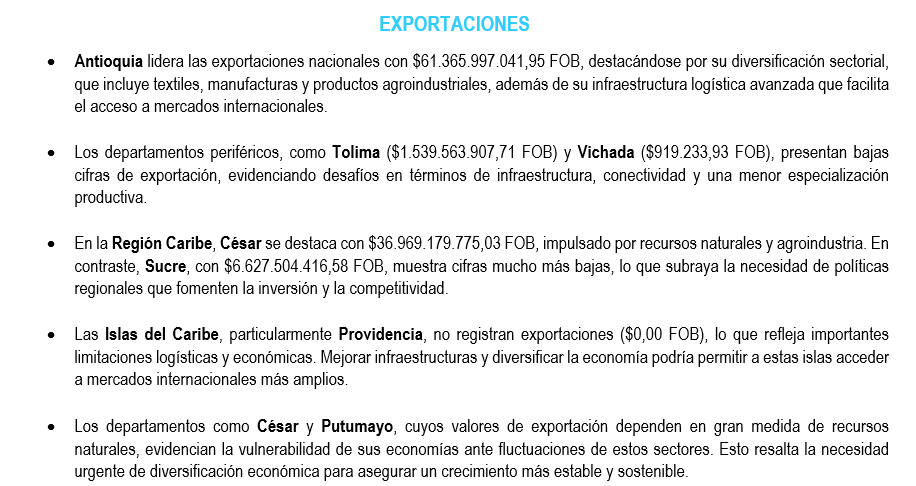 EXPORTACIONES
• Antioquia lidera las exportaciones nacionales con $61.365.997.041,95 FOB, destacándose por su diversificación sectorial,
que incluye textiles, manufacturas y productos agroindustriales, además de su infraestructura logística avanzada que facilita
el acceso a mercados internacionales.
• Los departamentos periféricos, como Tolima ($1.539.563.907,71 FOB) y Vichada ($919.233,93 FOB), presentan bajas
cifras de exportación, evidenciando desafíos en términos de infraestructura, conectividad y una menor especialización
productiva.
• En la Región Caribe, César se destaca con $36.969.179.775,03 FOB, impulsado por recursos naturales y agroindustria. En
contraste, Sucre, con $6.627.504.416,58 FOB, muestra cifras mucho más bajas, lo que subraya la necesidad de políticas
regionales que fomenten la inversión y la competitividad.
• Las Islas del Caribe, particularmente Providencia, no registran exportaciones ($0,00 FOB), lo que refleja importantes
limitaciones logísticas y económicas. Mejorar infraestructuras y diversificar la economía podría permitir a estas islas acceder
a mercados internacionales más amplios.
• Los departamentos como César y Putumayo, cuyos valores de exportación dependen en gran medida de recursos
naturales, evidencian la vulnerabilidad de sus economías ante fluctuaciones de estos sectores. Esto resalta la necesidad
urgente de diversificación económica para asegurar un crecimiento más estable y sostenible.